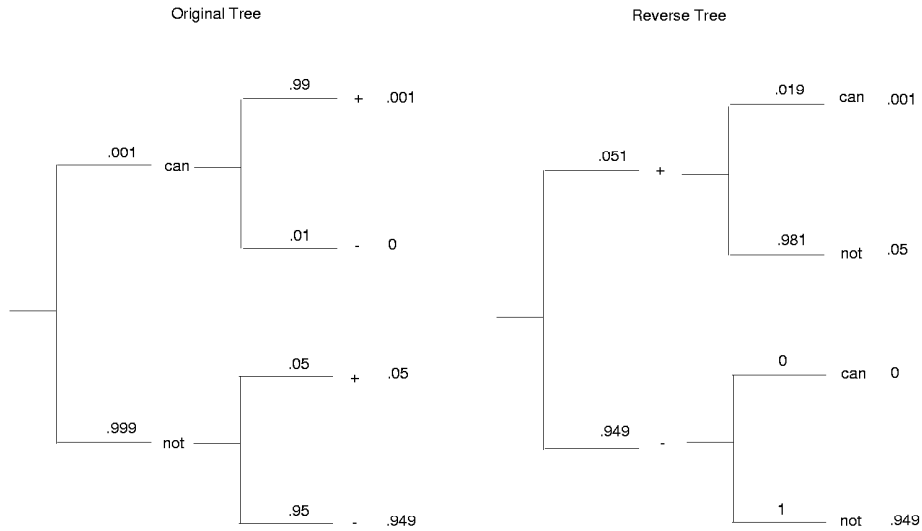 Original Tree
Reverse Tree
.99 + .001
.001 can
.01 - 0
.05 + .05
.999 not
.95 - .949
.019 can .001
.051 +
.981 not .05
0 can 0
.949 -
1 not .949